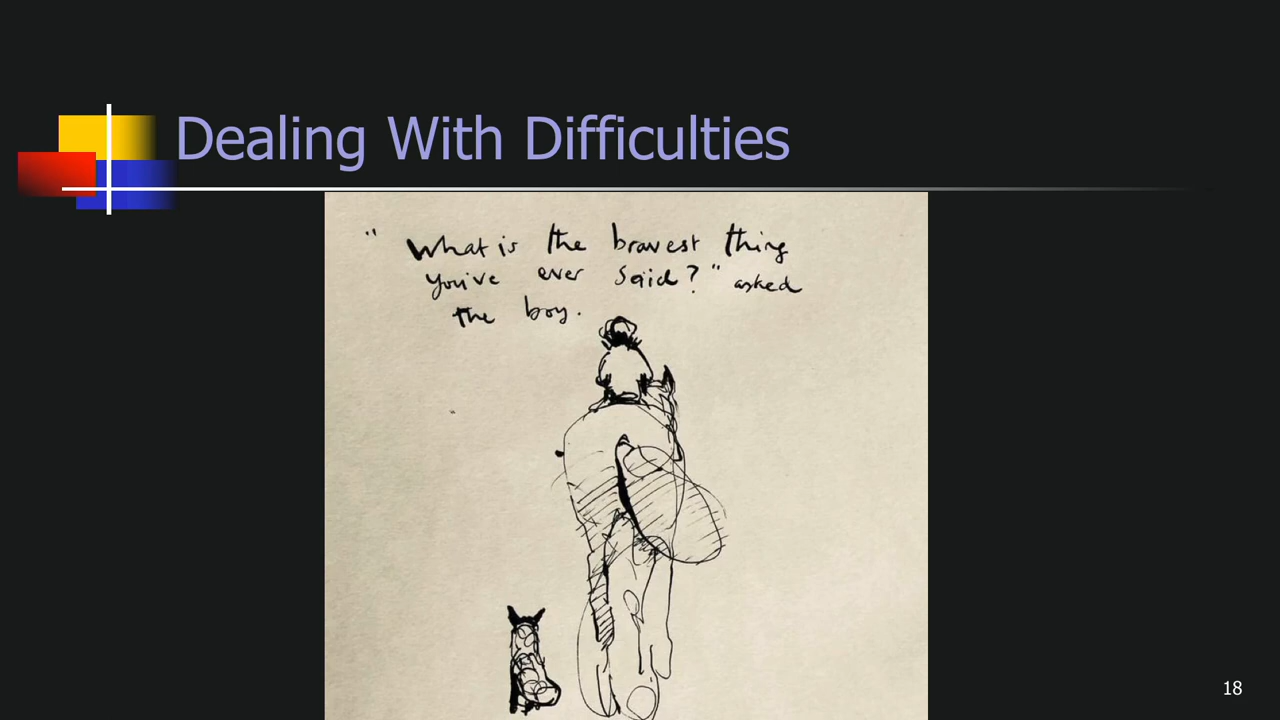 Dealing With Difficulties
" What is the bravest thing
you've ever said? " asked
the boy.
18